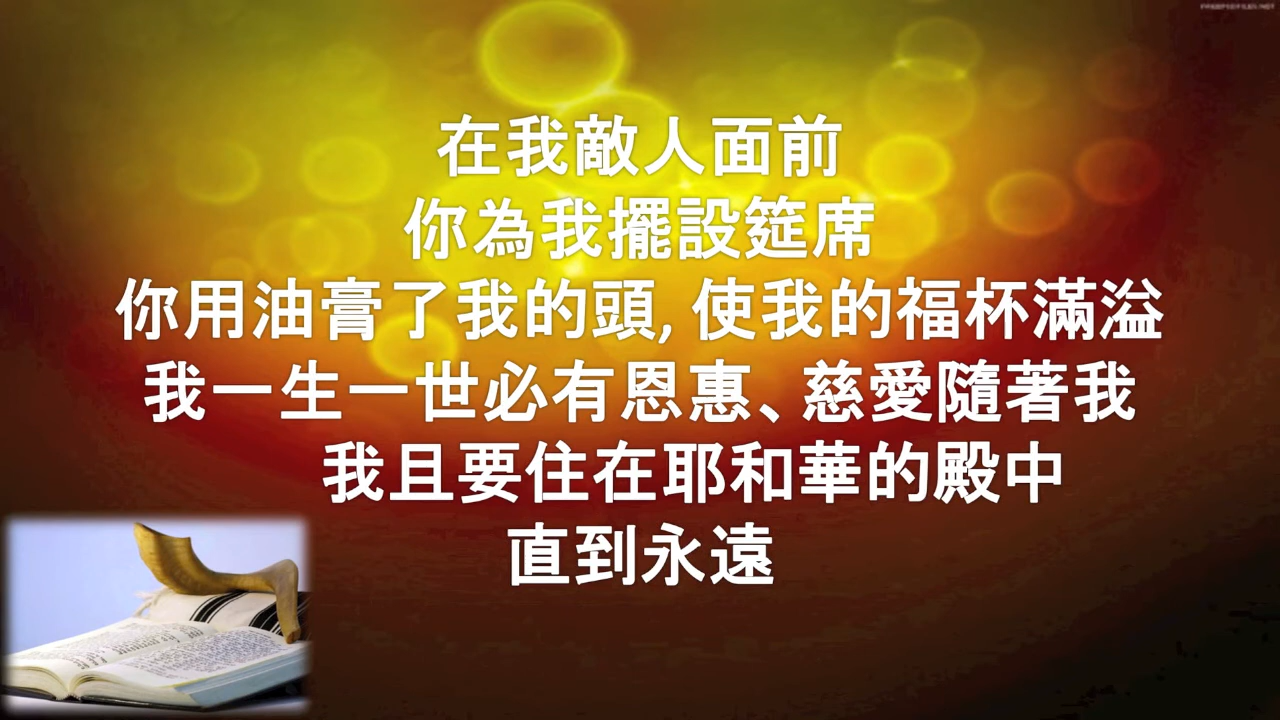 在我敵人面前
你為我擺設筵席
你用油膏了我的頭, 使我的福杯滿溢
我一生一世必有恩惠、慈愛隨著我
我且要住在耶和華的殿中
直到永遠